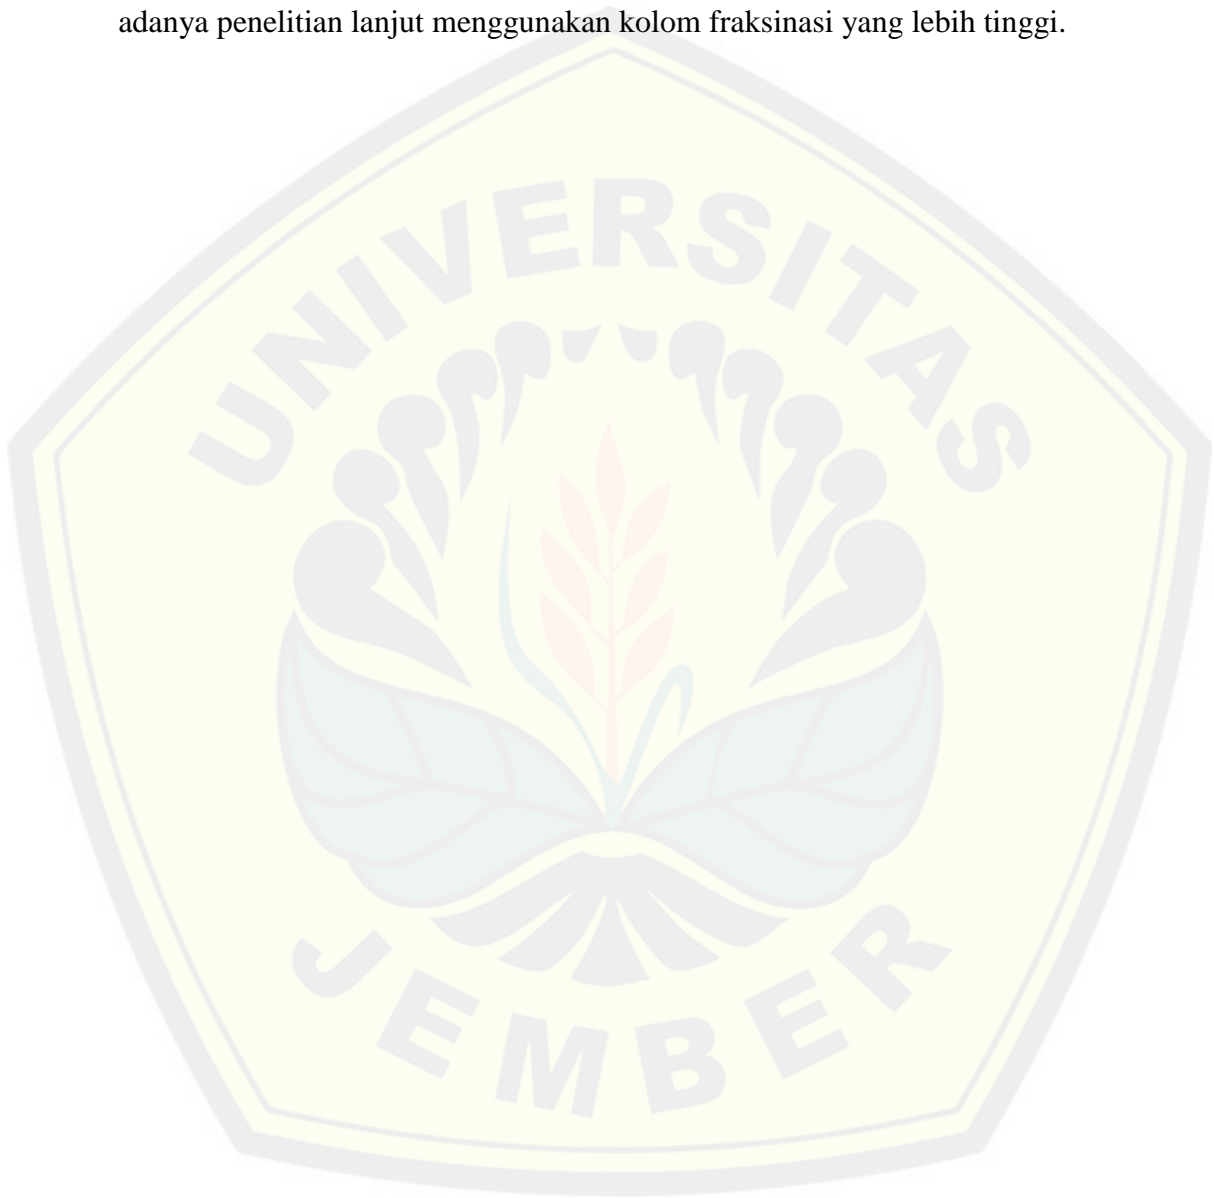 adanya penelitian lanjut menggunakan kolom fraksinasi yang lebih tinggi.
UNIVERSITAS
JEMBER